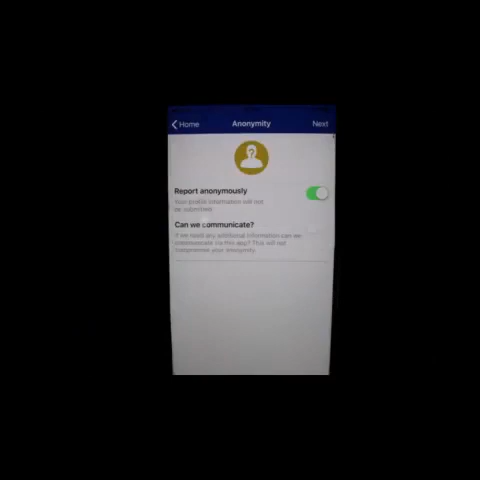 Home
Anonymity
Next
Report anonymously
Your profile information will not
be submitted
Can we communicate?
If we need any additional information can we
communicate via this app? This will not
compromise your anonymity.